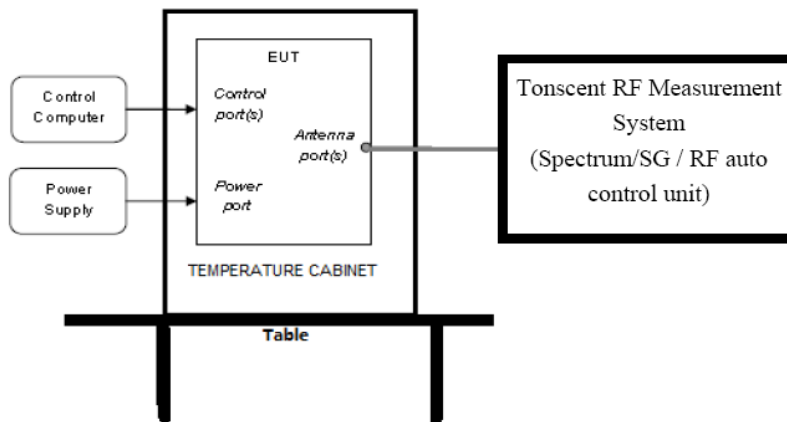 EUT
Control
port(s)
Antenna
port(s)
Power
port
Control
Computer
Power
Supply
TEMPERATURE CABINET
Table
Tonscent RF Measurement
System
(Spectrum/SG / RF auto
control unit)